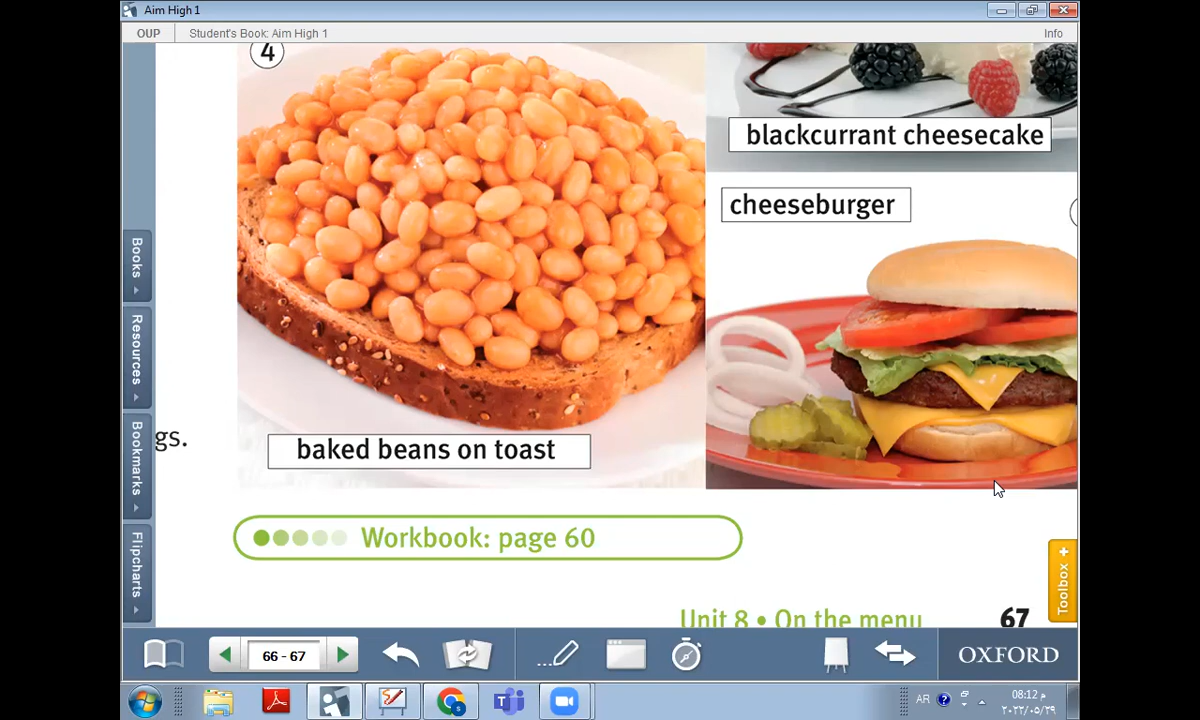 Aim High 1
OUP
Student's Book: Aim High 1
Info
4
blackcurrant cheesecake
cheeseburger
Books
Resources
gs.
Bookmarks
baked beans on toast
Flipcharts
Workbook: page 60
Toolbox +
Unit 8 • On the menu
67
66 - 67
OXFORD
AR
08:12 م
٢٠٢٢/٠٥/٢٩